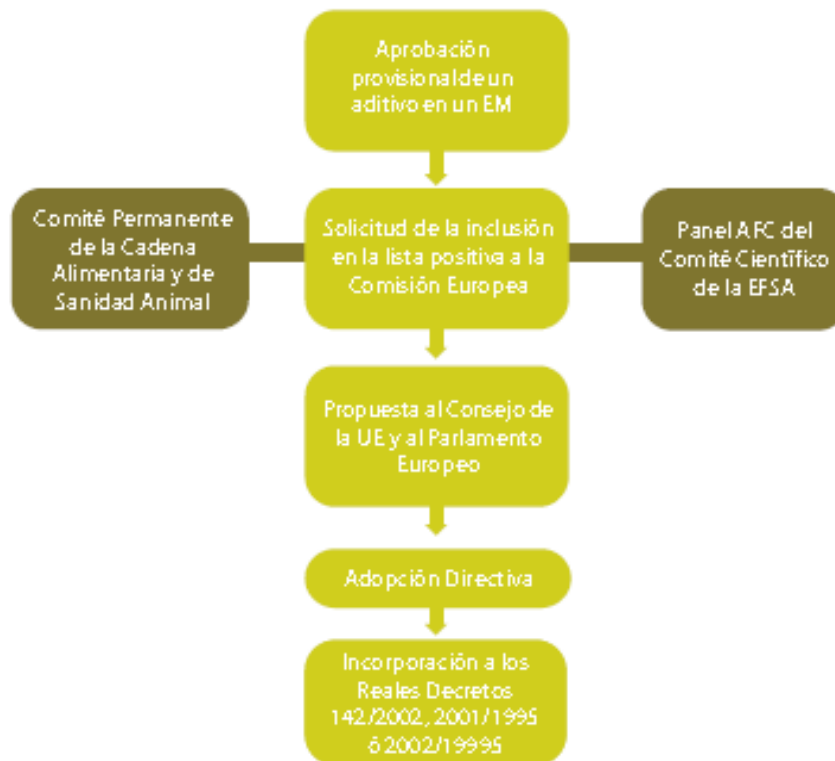 Aprobación
provisional de un
aditivo en un EM
Comité Permanente
de la Cadena
Alimentaria y de
Sanidad Animal
Solicitud de la inclusión
en la lista positiva a la
Comisión Europea
Panel AFC del
Comité Científico
de la EFSA
Propuesta al Consejo de
la UE y al Parlamento
Europeo
Adopción Directiva
Incorporación a los
Reales Decretos
142/2002, 2001/1995
ó 2002/19995